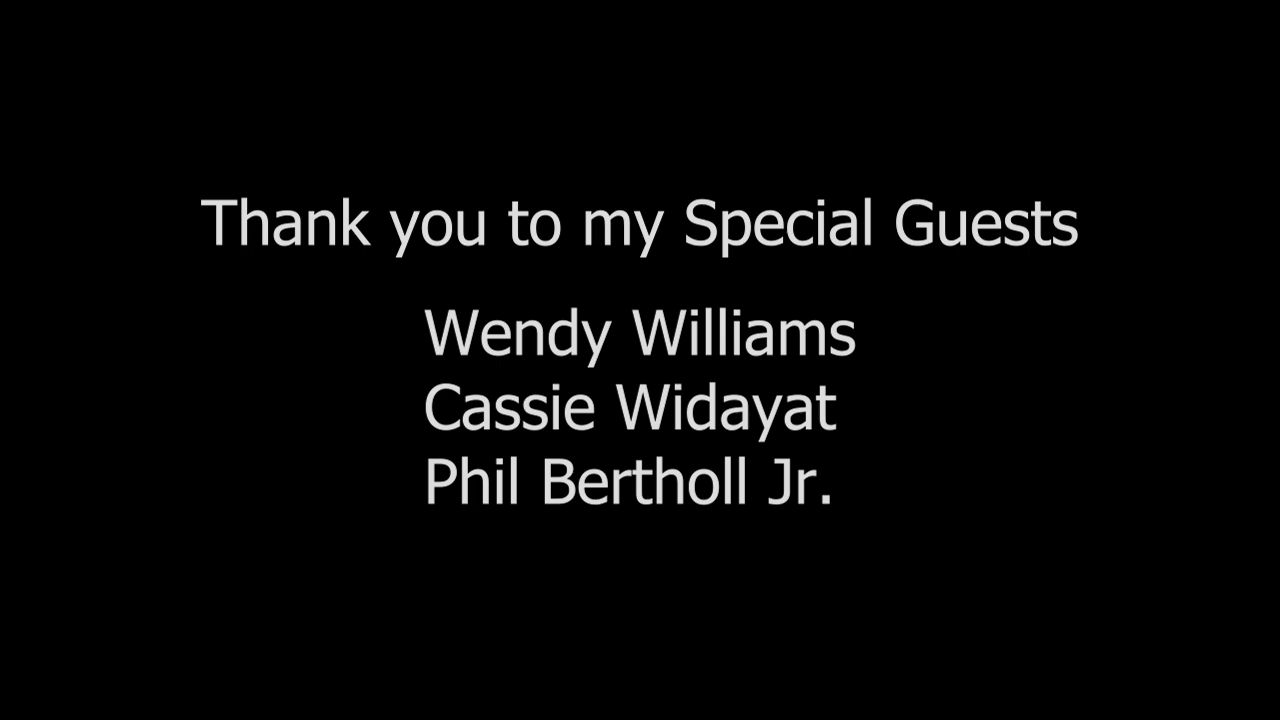 Thank you to my Special Guests
Wendy Williams
Cassie Widayat
Phil Bertholl Jr.